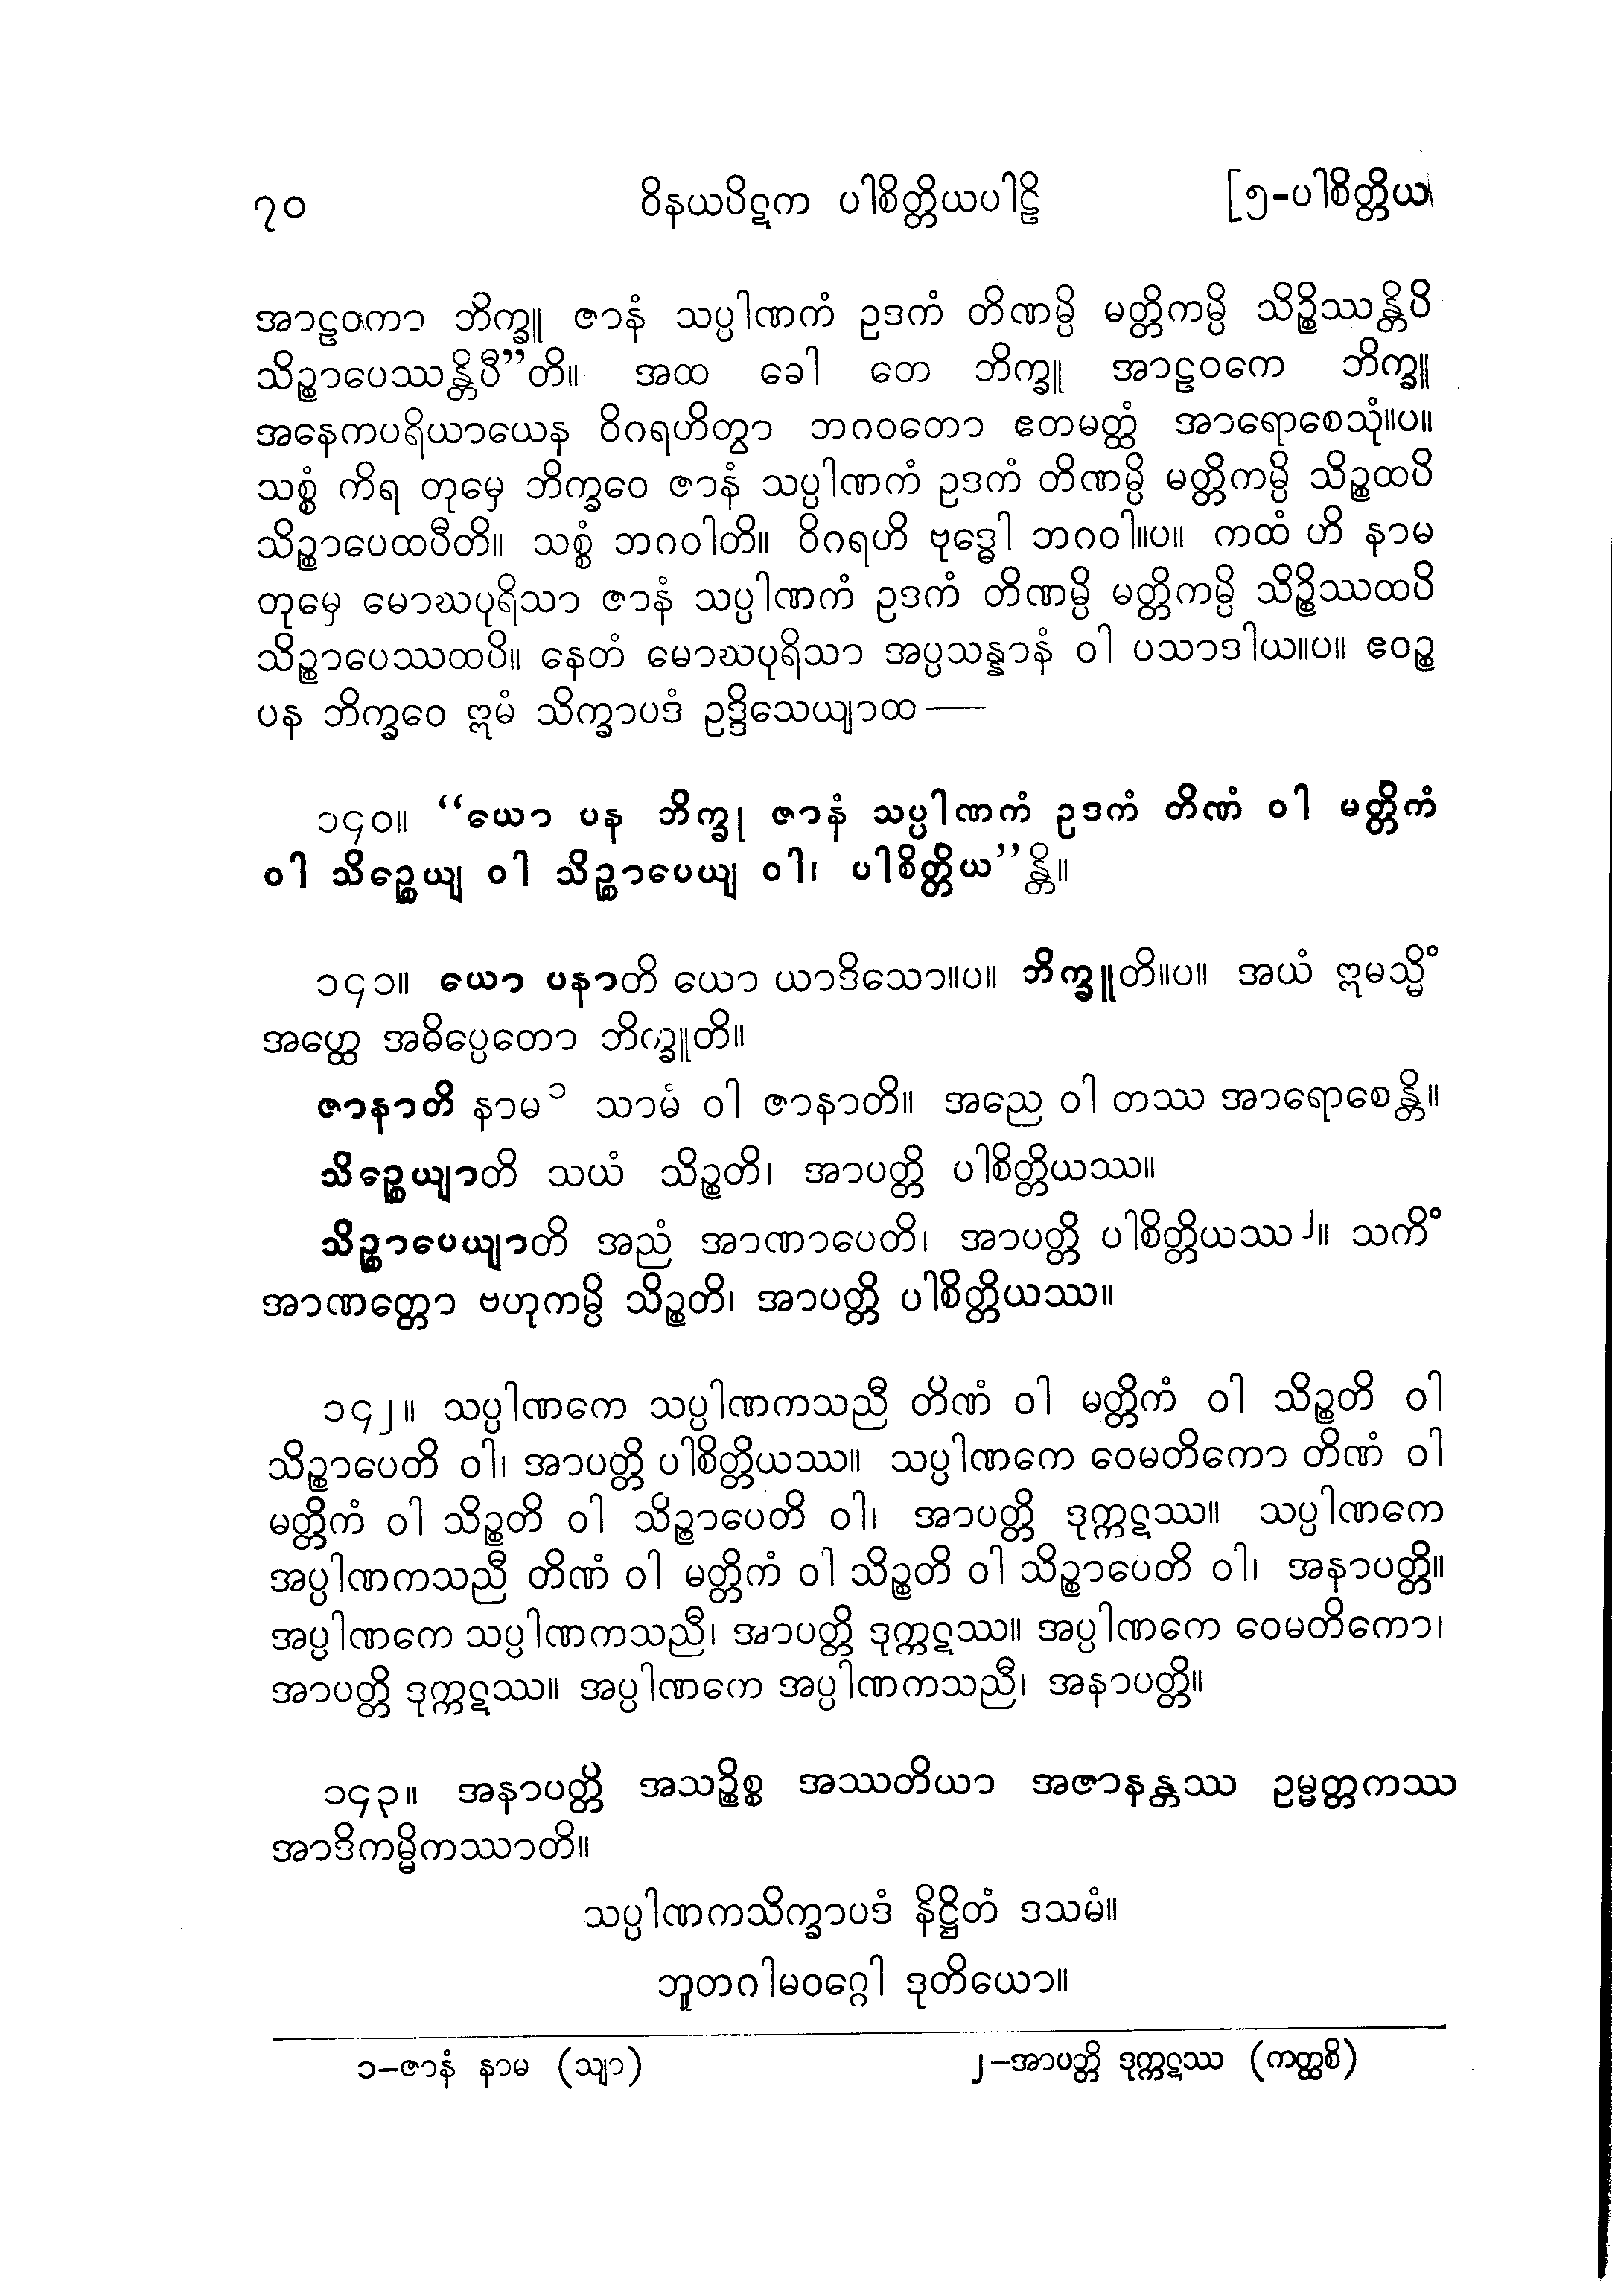 ၇၀ ဝိနယပိဋက ပါစိတ္တိယပါဠိ [၅-ပါစိတ္တိယ
အာဠဝကာ ဘိက္ခူ ဇာနံ သပ္ပါဏကံ ဥဒကံ တိဏမ္ပိ မတ္တိကမ္ပိ သိဉ္စိဿန္တိပိ
သိဉ္စာပေဿန္တိပီ”တိ။ အထ ခေါ တေ ဘိက္ခူ အာဠဝကေ ဘိက္ခူ
အနေကပရိယာယေန ဝိဂရဟိတွာ ဘဂဝတော ဧတမတ္ထံ အာရောစေသုံ။ပ။
သစ္စံ ကိရ တုမှေ ဘိက္ခဝေ ဇာနံ သပ္ပါဏကံ ဥဒကံ တိဏမ္ပိ မတ္တိကမ္ပိ သိဉ္စထပိ
သိဉ္စာပေထပီတိ။ သစ္စံ ဘဂဝါတိ။ ဝိဂရဟိ ဗုဒ္ဓေါ ဘဂဝါ။ပ။ ကထံ ဟိ နာမ
တုမှေ မောဃပုရိသာ ဇာနံ သပ္ပါဏကံ ဥဒကံ တိဏမ္ပိ မတ္တိကမ္ပိ သိဉ္စိဿထပိ
သိဉ္စာပေဿထပိ။ နေတံ မောဃပုရိသာ အပ္ပသန္နာနံ ဝါ ပသာဒါယ။ပ။ ဧဝဉ္စ
ပန ဘိက္ခဝေ ဣမံ သိက္ခာပဒံ ဥဒ္ဒိသေယျာထ —
၁၄၀။ “ယော ပန ဘိက္ခု ဇာနံ သပ္ပါဏကံ ဥဒကံ တိဏံ ဝါ မတ္တိကံ
ဝါ သိဉ္စေယျ ဝါ သိဉ္စာပေယျ ဝါ၊ ပါစိတ္တိယ”န္တိ။
၁၄၁။ ယော ပနာတိ ယော ယာဒိသော။ပ။ ဘိက္ခူတိ။ပ။ အယံ ဣမသ္မိံ
အတ္ထေ အဓိပ္ပေတော ဘိက္ခူတိ။
ဇာနာတိ နာမ ၁ သာမံ ဝါ ဇာနာတိ။ အညေ ဝါ တဿ အာရောစေန္တိ။
သိဉ္စေယျာတိ သယံ သိဉ္စတိ၊ အာပတ္တိ ပါစိတ္တိယဿ။
သိဉ္စာပေယျာတိ အညံ အာဏာပေတိ၊ အာပတ္တိ ပါစိတ္တိယဿ ၂။ သကိံ
အာဏတ္တော ဗဟုကမ္ပိ သိဉ္စတိ၊ အာပတ္တိ ပါစိတ္တိယဿ။
၁၄၂။ သပ္ပါဏကေ သပ္ပါဏကသညီ တိဏံ ဝါ မတ္တိကံ ဝါ သိဉ္စတိ ဝါ
သိဉ္စာပေတိ ဝါ၊ အာပတ္တိ ပါစိတ္တိယဿ။ သပ္ပါဏကေ ဝေမတိကော တိဏံ ဝါ
မတ္တိကံ ဝါ သိဉ္စတိ ဝါ သိဉ္စာပေတိ ဝါ၊ အာပတ္တိ ဒုက္ကဋဿ။ သပ္ပါဏကေ
အပ္ပါဏကသညီ တိဏံ ဝါ မတ္တိကံ ဝါ သိဉ္စတိ ဝါ သိဉ္စာပေတိ ဝါ၊ အနာပတ္တိ။
အပ္ပါဏကေ သပ္ပါဏကသညီ၊ အာပတ္တိ ဒုက္ကဋဿ။ အပ္ပါဏကေ ဝေမတိကော၊
အာပတ္တိ ဒုက္ကဋဿ။ အပ္ပါဏကေ အပ္ပါဏကသညီ၊ အနာပတ္တိ။
၁၄၃။ အနာပတ္တိ အသဉ္စိစ္စ အဿတိယာ အဇာနန္တဿ ဥမ္မတ္တကဿ
အာဒိကမ္မိကဿာတိ။
သပ္ပါဏကသိက္ခာပဒံ နိဋ္ဌိတံ ဒသမံ။
ဘူတဂါမဝဂ္ဂေါ ဒုတိယော။
၁–ဇာနံ နာမ (သျာ) ၂–အာပတ္တိ ဒုက္ကဋဿ (ကတ္ထစိ)